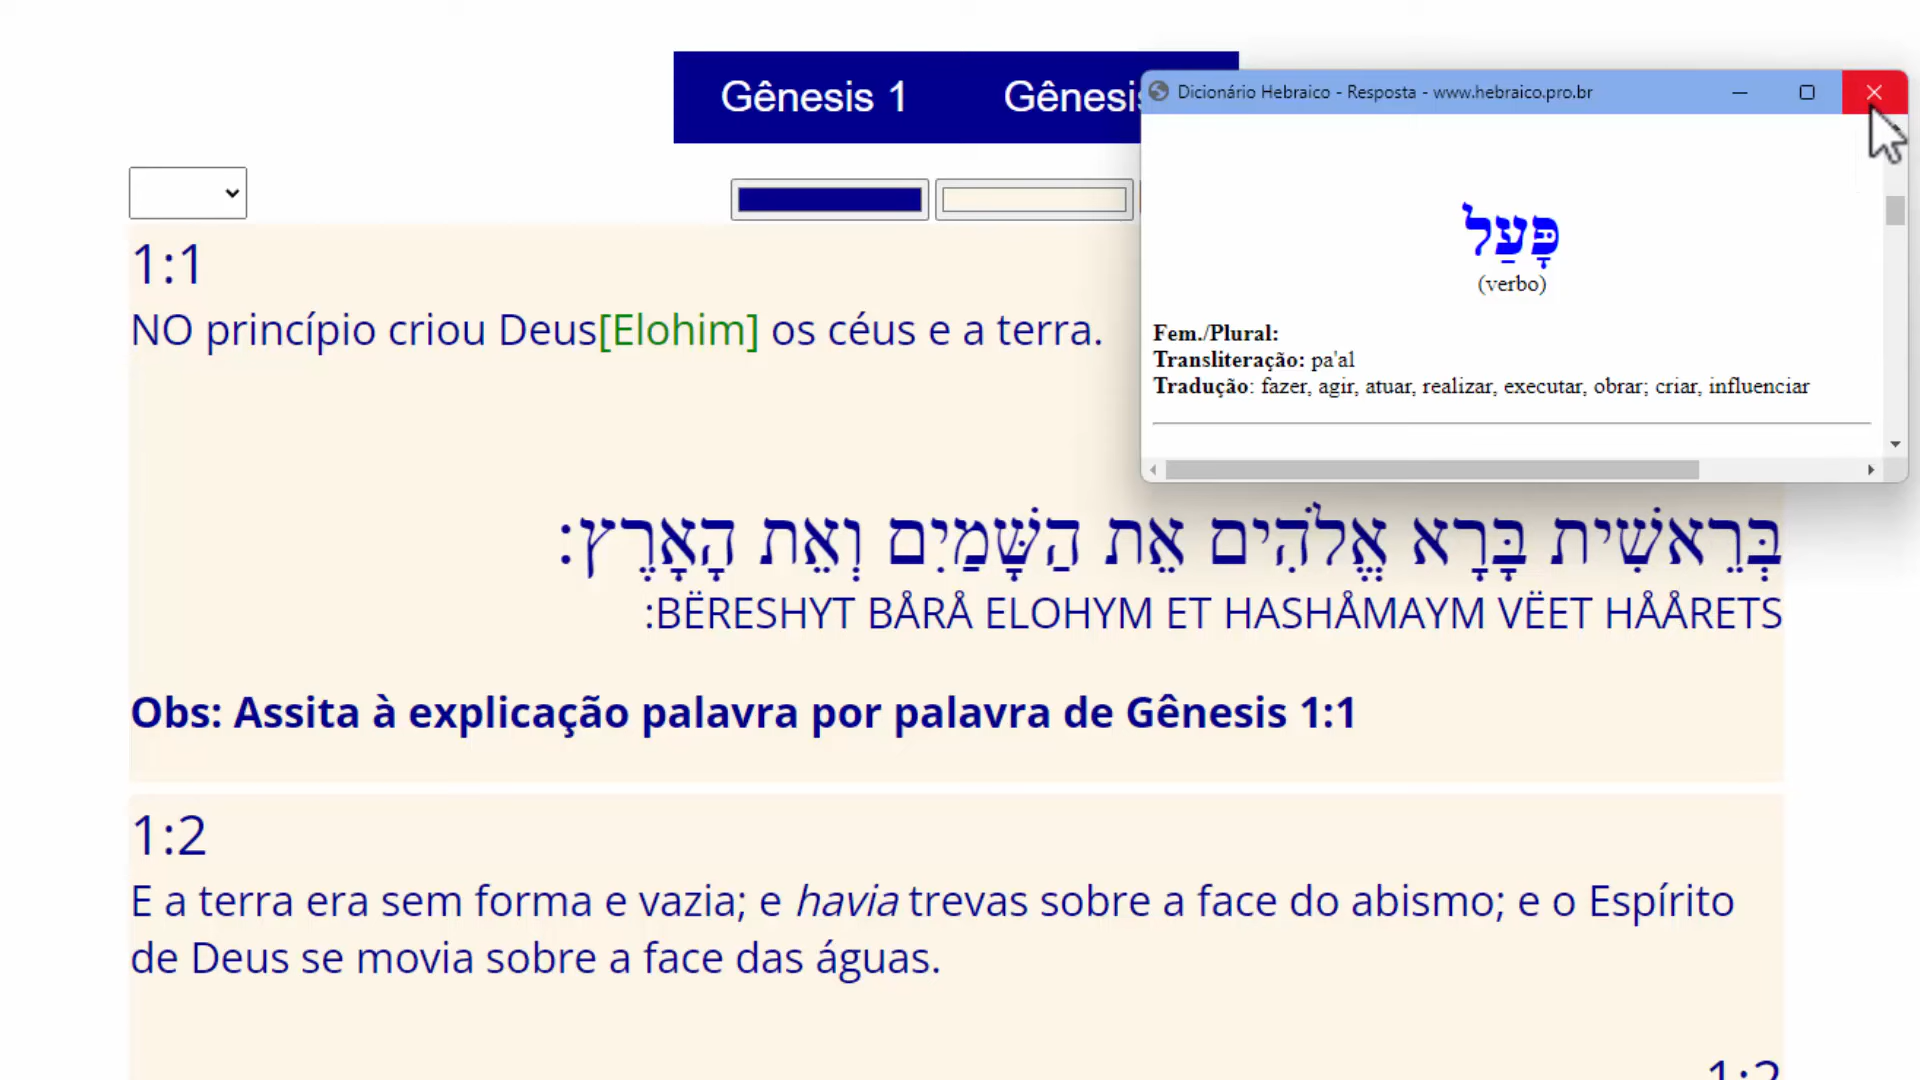 Gênesis 1 Gênesis
Dicionário Hebraico - Resposta - www.hebraico.pro.br
פָּעַל
(verbo)
Fem./Plural:
Transliteração: pa'al
Tradução: fazer, agir, atuar, realizar, executar, obrar; criar, influenciar
1:1
NO princípio criou Deus[Elohim] os céus e a terra.
בְּרֵאשִׁית בָּרָא אֱלֹהִים אֵת הַשָּׁמַיִם וְאֵת הָאָרֶץ:
:BËRESHYT BÅRÅ ELOHYM ET HASHÅMAYM VËET HÅÅRETS
Obs: Assita à explicação palavra por palavra de Gênesis 1:1
1:2
E a terra era sem forma e vazia; e havia trevas sobre a face do abismo; e o Espírito
de Deus se movia sobre a face das águas.
1:2